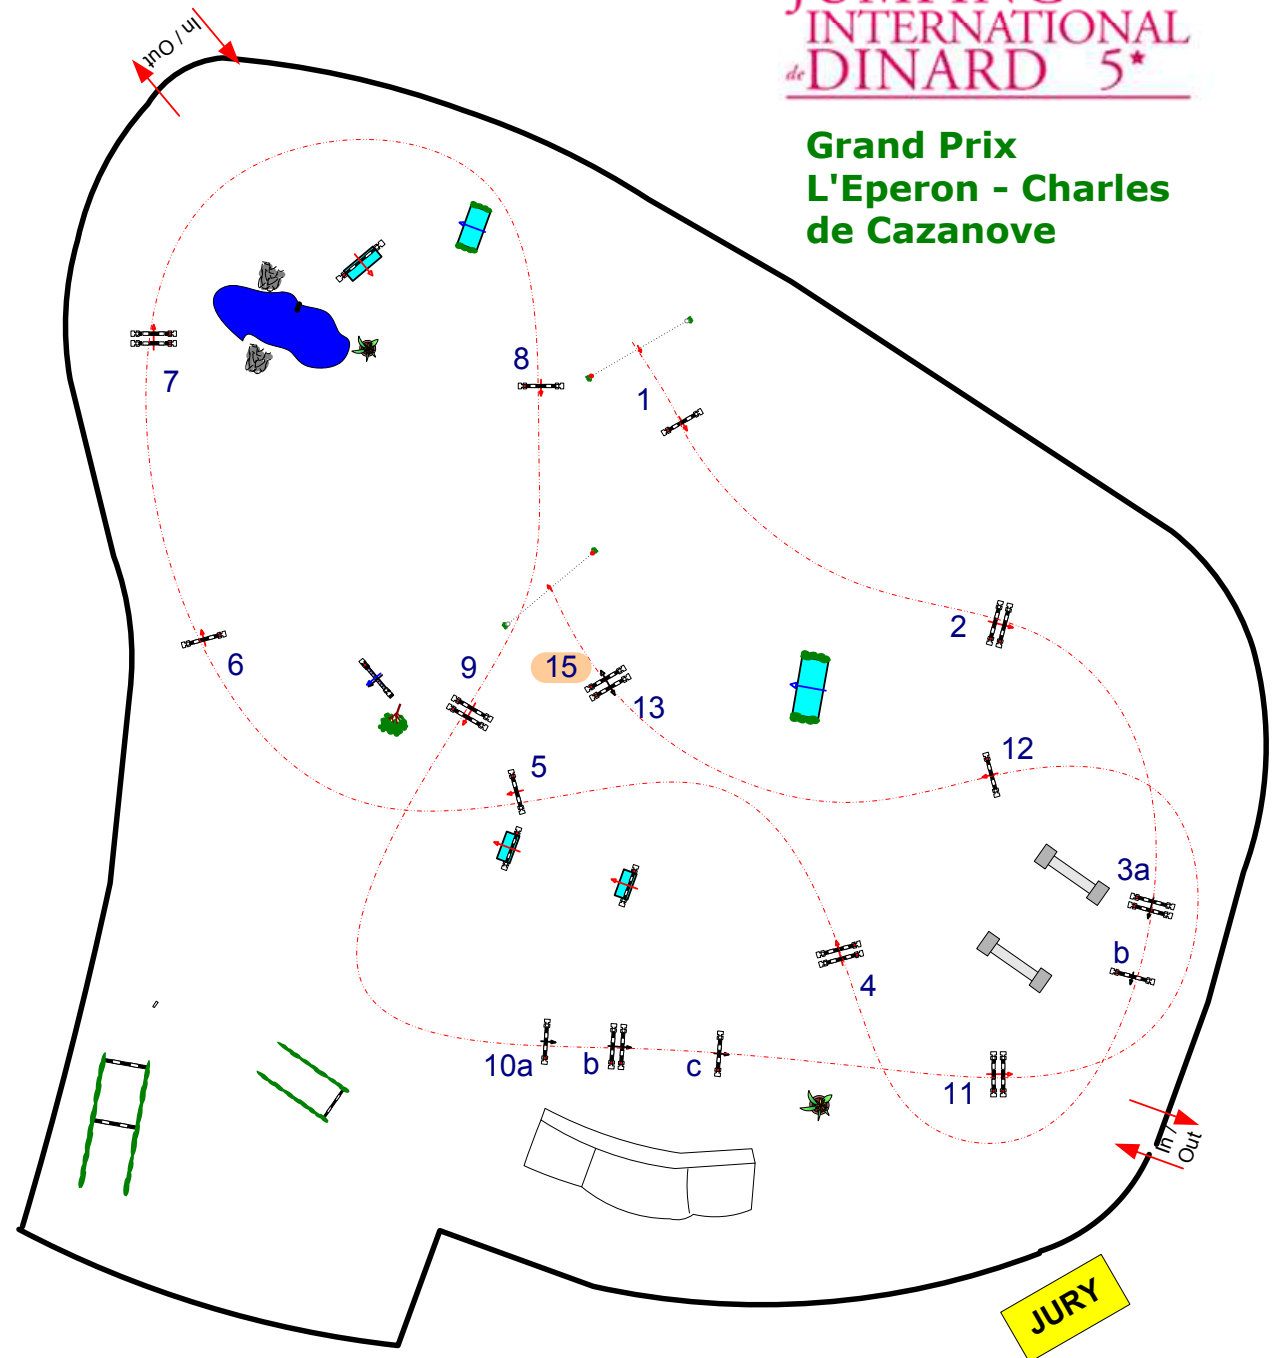 JUMPING
INTERNATIONAL
de DINARD 5*
Grand Prix
L'Eperon - Charles
de Cazanove
In / Out
8
1
7
2
6
9
15
13
12
5
3a
b
4
10a
b
c
11
In /
Out
JURY